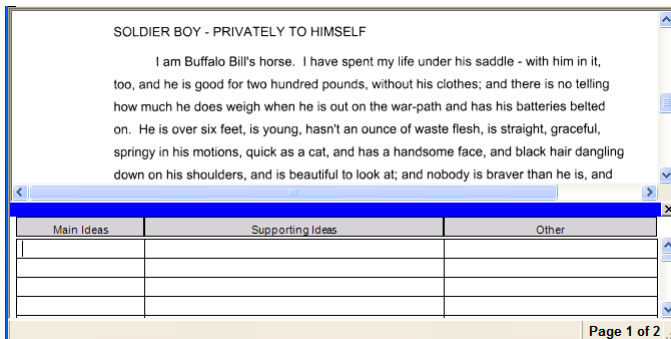 SOLDIER BOY - PRIVATELY TO HIMSELF
I am Buffalo Bill's horse. I have spent my life under his saddle - with him in it,
too, and he is good for two hundred pounds, without his clothes; and there is no telling
how much he does weigh when he is out on the war-path and has his batteries belted
on. He is over six feet, is young, hasn't an ounce of waste flesh, is straight, graceful,
springy in his motions, quick as a cat, and has a handsome face, and black hair dangling
down on his shoulders, and is beautiful to look at; and nobody is braver than he is, and
Main Ideas Supporting Ideas Other
Page 1 of 2